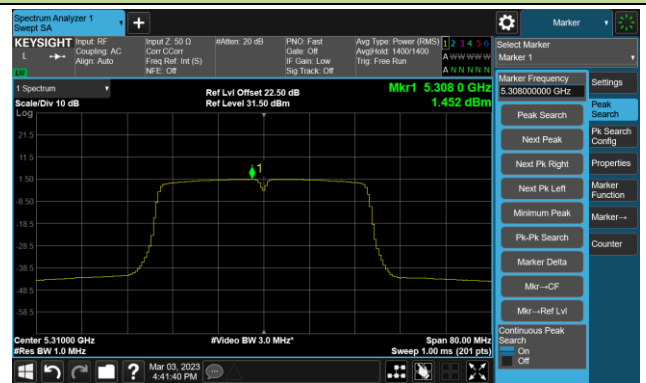 Spectrum Analyzer 1
Swept SA
+
Marker
KEYSIGHT
L
LW
Input: RF
Coupling: AC
Align: Auto
Input Z: 50 Ω
Corr CCorr
Freq Ref: Int (S)
NFE: Off
#Atten: 20 dB
PNO: Fast
Gate: Off
IF Gain: Low
Sig Track: Off
Avg Type: Power (RMS)
Avg|Hold: 1400/1400
Trig: Free Run
1 2 3 4 5 6
A W W W W W
A N N N N N
Select Marker
Marker 1
1 Spectrum
Scale/Div 10 dB
Ref Lvl Offset 22.50 dB
Ref Level 31.50 dBm
Mkr1 5.308 0 GHz
1.452 dBm
Marker Frequency
5.308000000 GHz
Settings
Peak Search
Peak
Search
Next Peak
Pk Search
Config
Next Pk Right
Properties
Next Pk Left
Marker
Function
Minimum Peak
Marker→
Pk-Pk Search
Counter
Marker Delta
Mkr→CF
Mkr→Ref Lvl
Continuous Peak
Search
On
Off
Log
21.5
11.5
1.50
-8.50
-18.5
-28.5
-38.5
-48.5
-58.5
1
Center 5.31000 GHz
#Res BW 1.0 MHz
#Video BW 3.0 MHz*
Span 80.00 MHz
Sweep 1.00 ms (201 pts)
?
Mar 03, 2023
4:41:40 PM